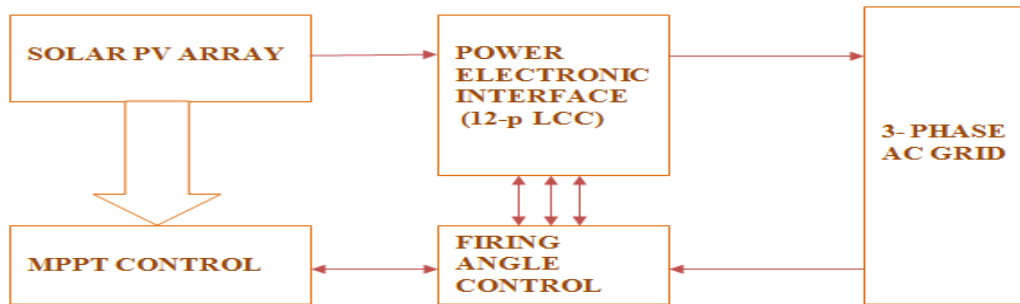 SOLAR PV ARRAY
POWER
ELECTRONIC
INTERFACE
(12-p LCC)
3- PHASE
AC GRID
MPPT CONTROL
FIRING
ANGLE
CONTROL